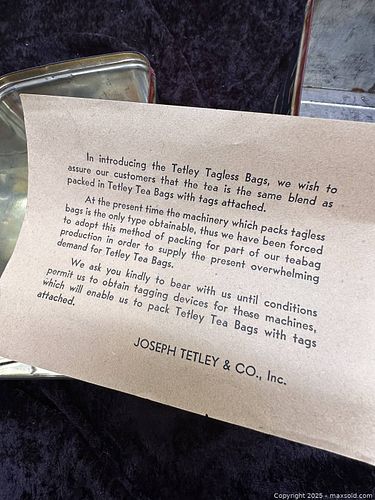 In introducing the Tetley Tagless Bags, we wish to
assure our customers that the tea is the same blend as
packed in Tetley Tea Bags with tags attached.
At the present time the machinery which packs tagless
bags is the only type obtainable, thus we have been forced
to adopt this method of packing for part of our teabag
production in order to supply the present overwhelming
demand for Tetley Tea Bags.
We ask you kindly to bear with us until conditions
permit us to obtain tagging devices for these machines,
which will enable us to pack Tetley Tea Bags with tags
attached.
JOSEPH TETLEY & CO., Inc.
Copyright 2025 - maxsold.com